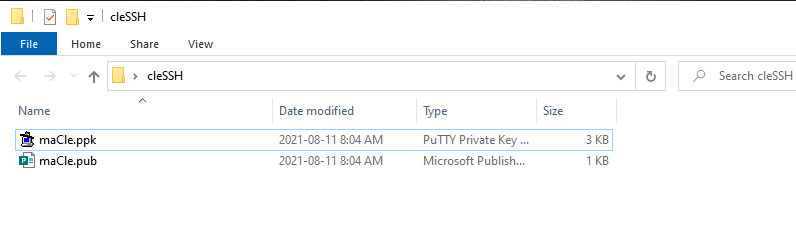 cleSSH
File Home Share View
cleSSH
Search cleSSH
Name Date modified Type Size
maCle.ppk 2021-08-11 8:04 AM PuTTY Private Key ... 3 KB
maCle.pub 2021-08-11 8:04 AM Microsoft Publish... 1 KB